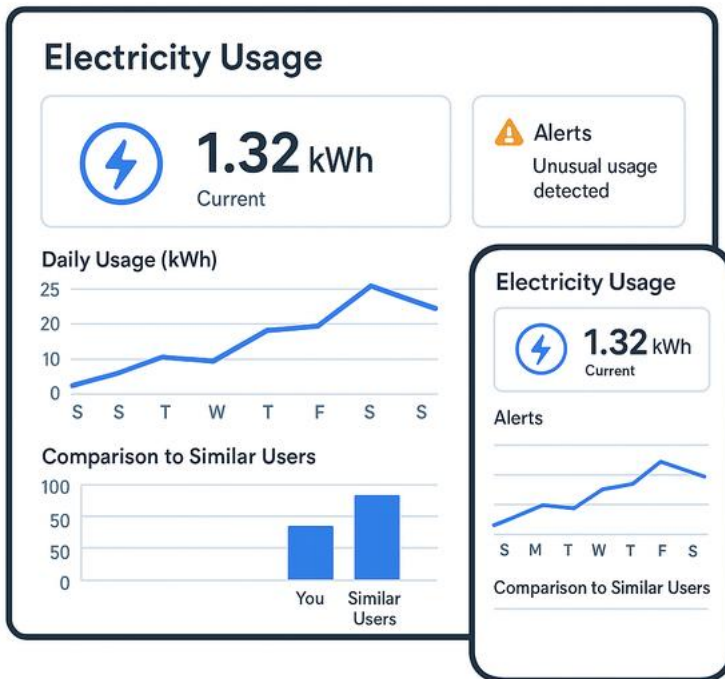 Electricity Usage
1.32 kWh
Current
Alerts
Unusual usage
detected
Daily Usage (kWh)
25
20
10
0
S S T W T F S S
Comparison to Similar Users
100
50
50
0
You
Similar
Users
Electricity Usage
1.32 kWh
Current
Alerts
S M T W T F S
Comparison to Similar Users